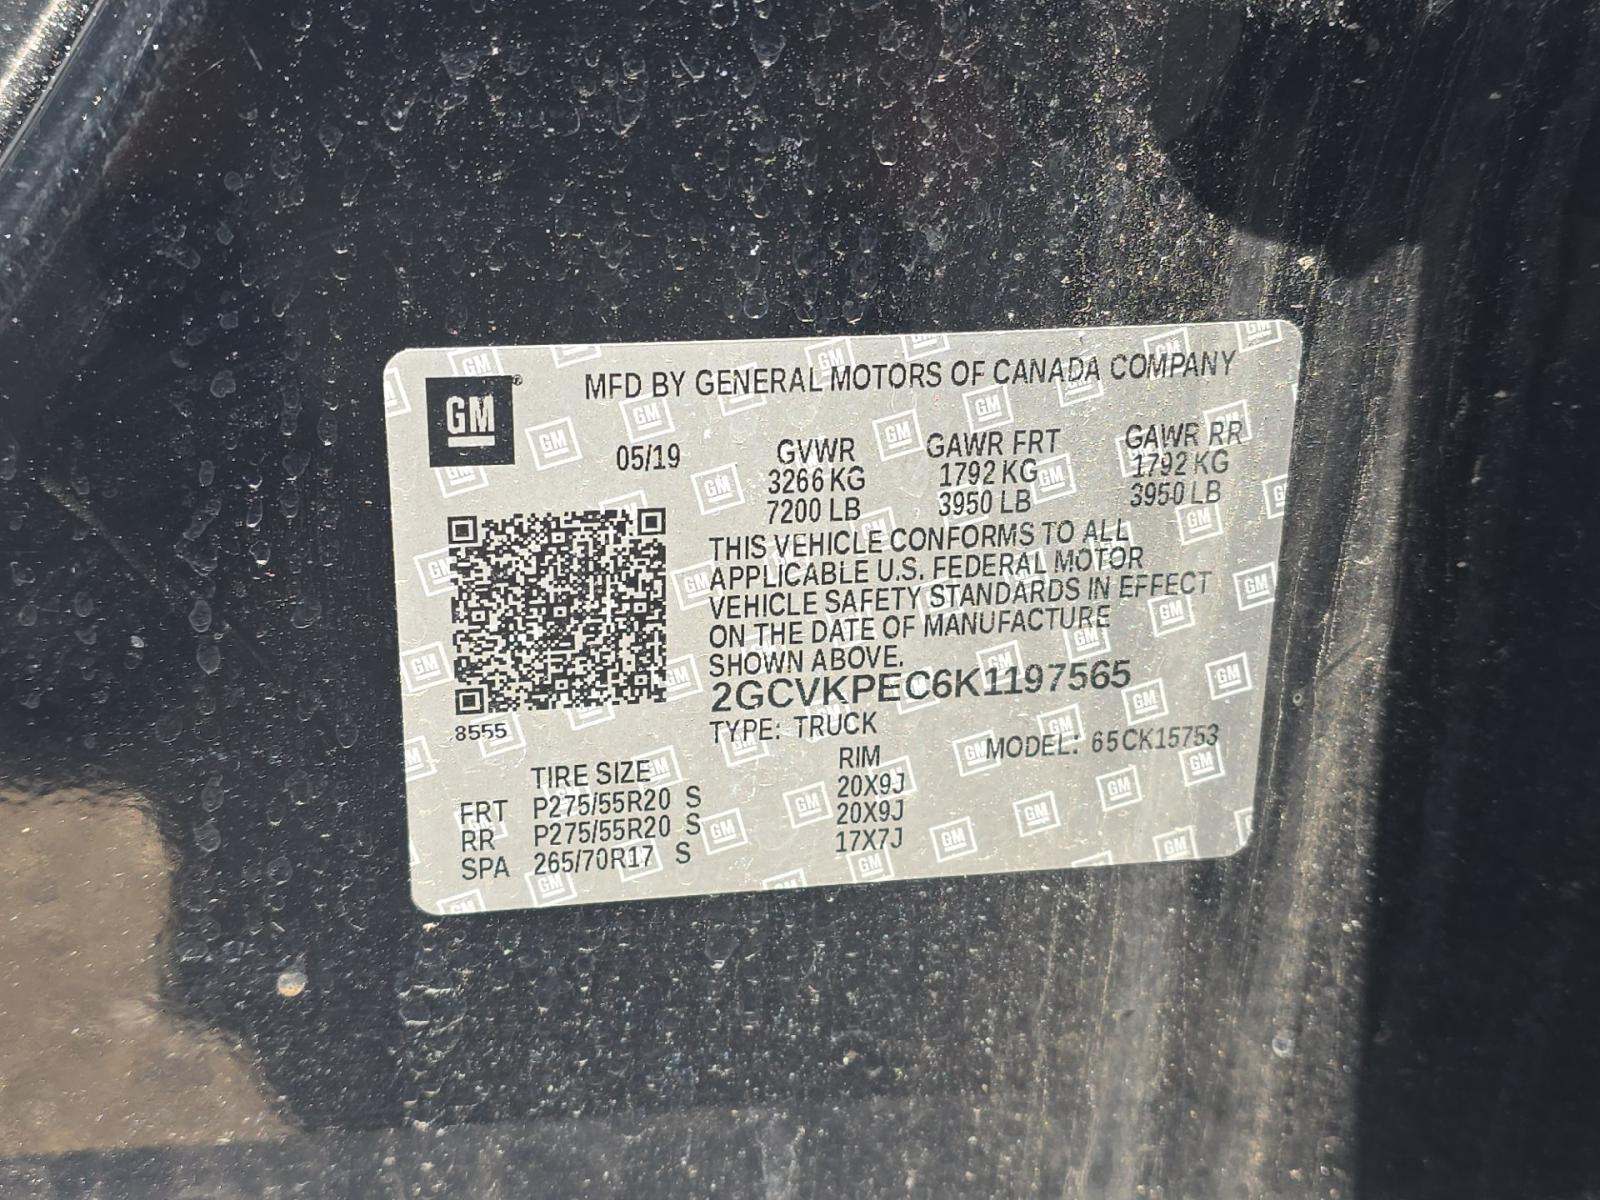 GM
MFD BY GENERAL MOTORS OF CANADA COMPANY
05/19 GVWR GAWR FRT GAWR RR
3266 KG 1792 KG 1792 KG
7200 LB 3950 LB 3950 LB
THIS VEHICLE CONFORMS TO ALL
APPLICABLE U.S. FEDERAL MOTOR
VEHICLE SAFETY STANDARDS IN EFFECT
ON THE DATE OF MANUFACTURE
SHOWN ABOVE.
2GCVKPEC6K1197565
8555
TYPE: TRUCK
MODEL: 65CK15753
TIRE SIZE RIM
FRT P275/55R20 S 20X9J
RR P275/55R20 S 20X9J
SPA 265/70R17 S 17X7J